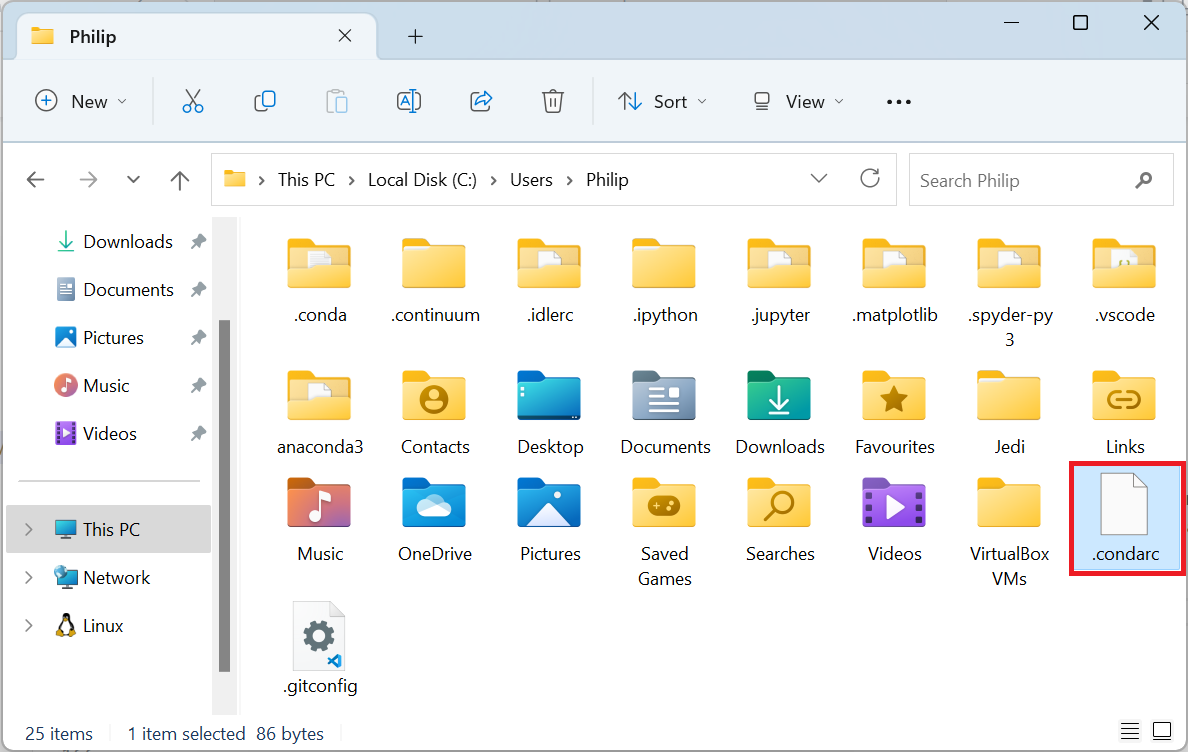 Philip
New
Sort
View
This PC
Local Disk (C:)
Users
Philip
Search Philip
Downloads
Documents
Pictures
Music
Videos
This PC
Network
Linux
.conda
.continuum
.idlerc
.ipython
.jupyter
.matplotlib
.spyder-py
3
.vscode
anaconda3
Contacts
Desktop
Documents
Downloads
Favourites
Jedi
Links
Music
OneDrive
Pictures
Saved
Games
Searches
Videos
VirtualBox
VMs
.condarc
.gitconfig
25 items
1 item selected
86 bytes